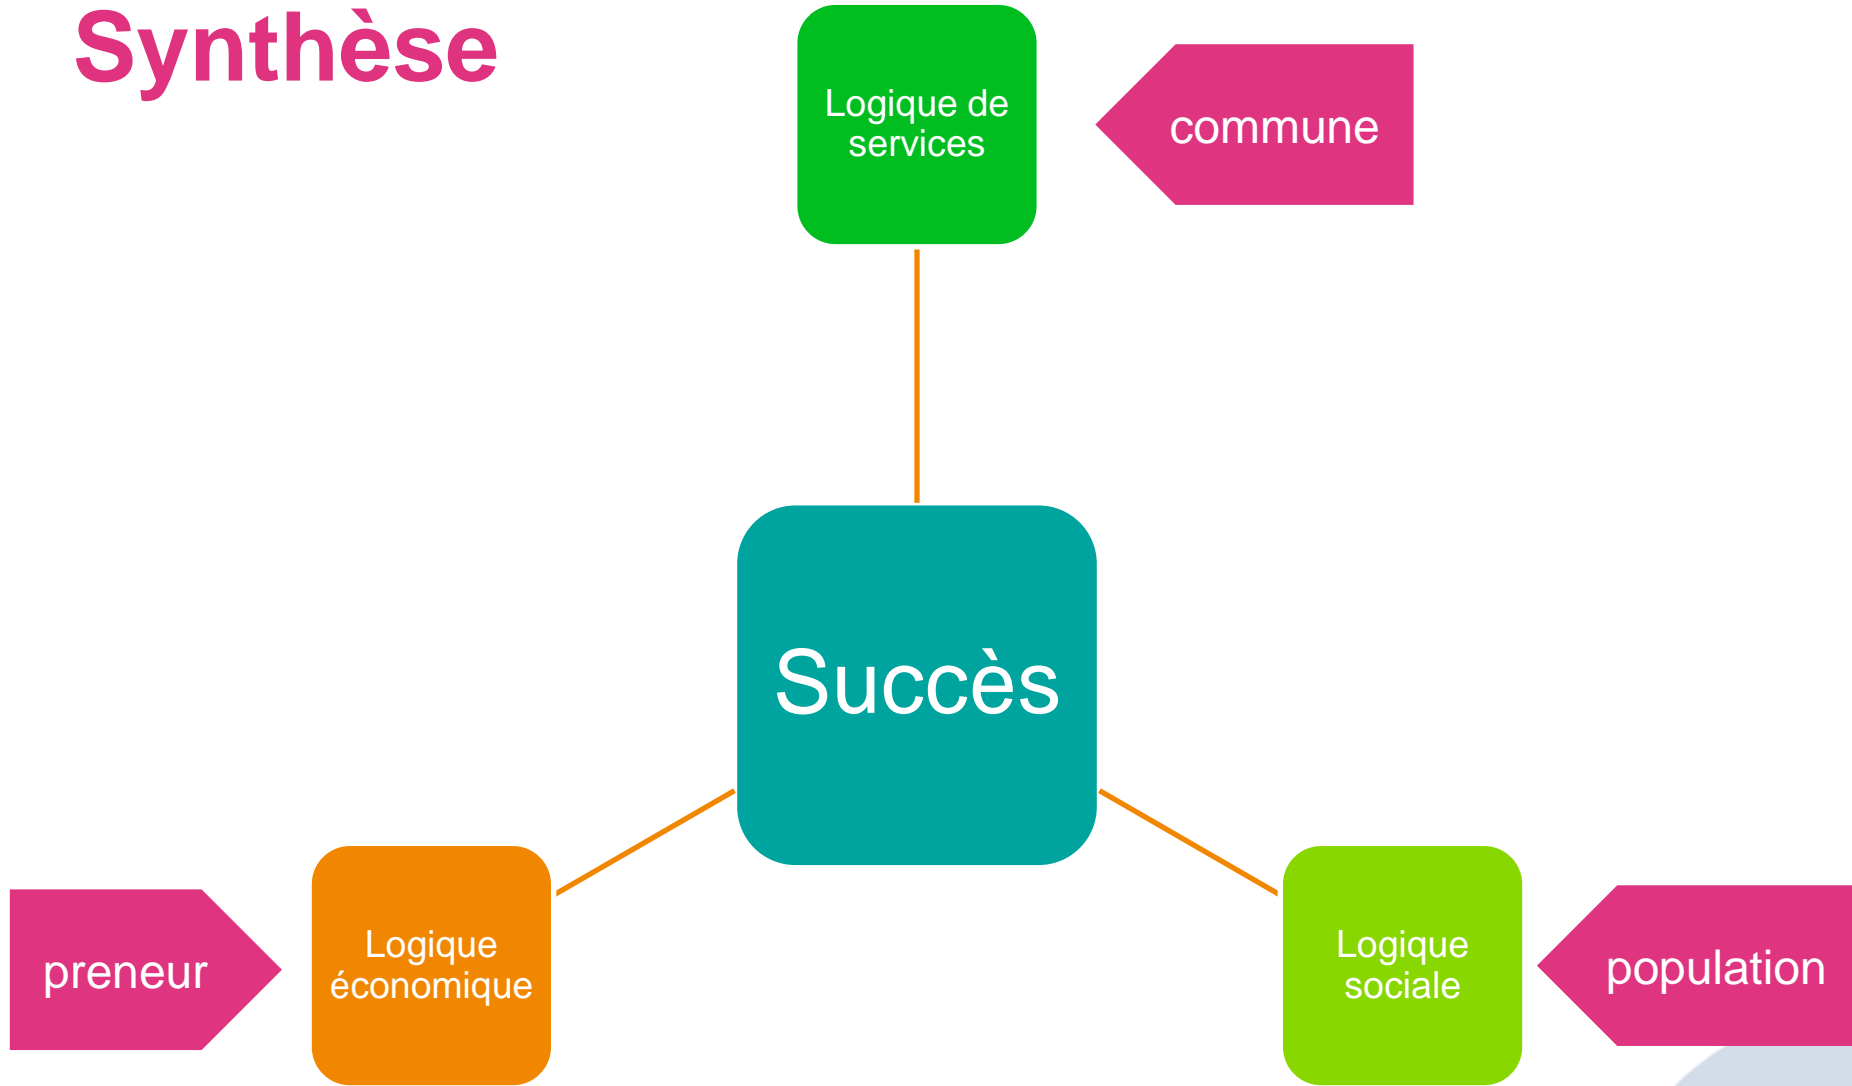 Synthèse
Logique de
services
commune
Succès
preneur
Logique
économique
Logique
sociale
population